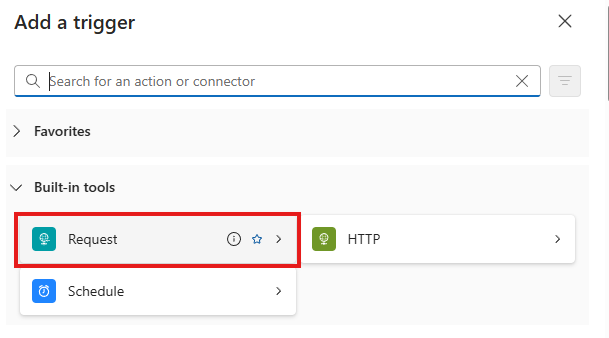 Add a trigger
Search for an action or connector
Favorites
Built-in tools
Request
HTTP
Schedule